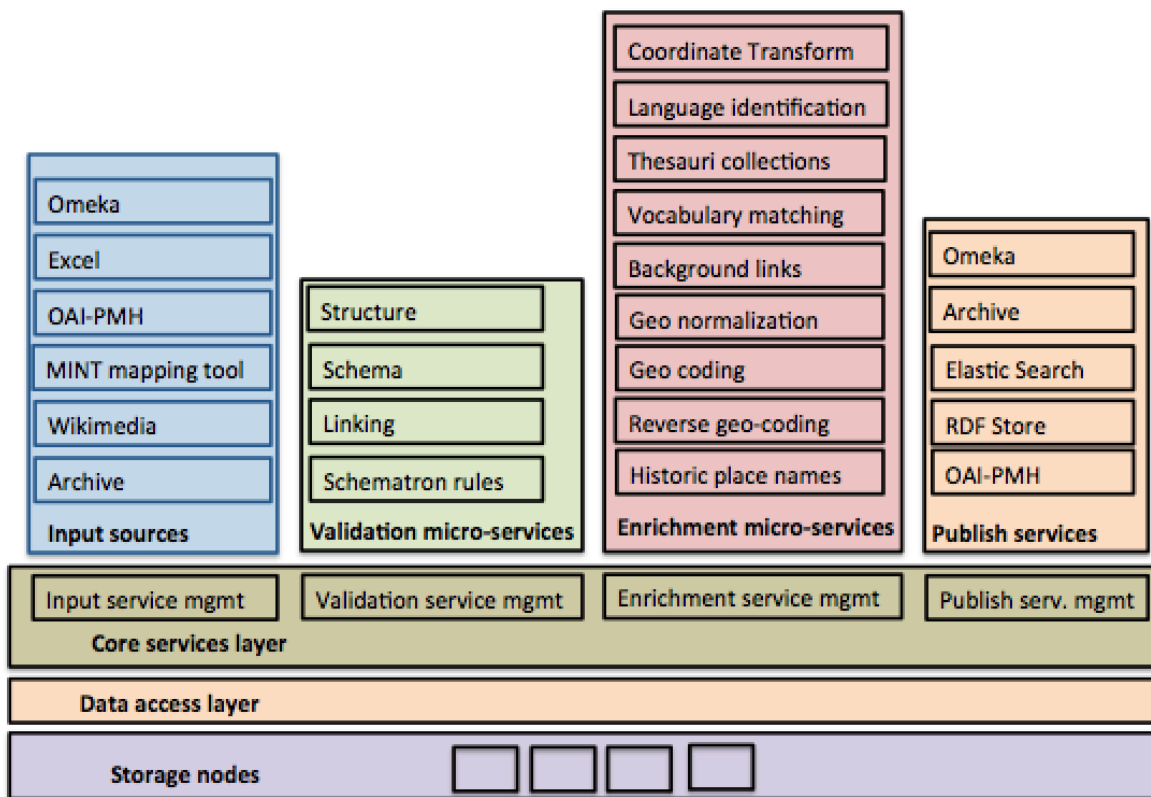 Omeka
Excel
OAI-PMH
MINT mapping tool
Wikimedia
Archive
Input sources
Structure
Schema
Linking
Schematron rules
Validation micro-services
Coordinate Transform
Language identification
Thesauri collections
Vocabulary matching
Background links
Geo normalization
Geo coding
Reverse geo-coding
Historic place names
Enrichment micro-services
Omeka
Archive
Elastic Search
RDF Store
OAI-PMH
Publish services
Input service mgmt
Validation service mgmt
Enrichment service mgmt
Publish serv. mgmt
Core services layer
Data access layer
Storage nodes